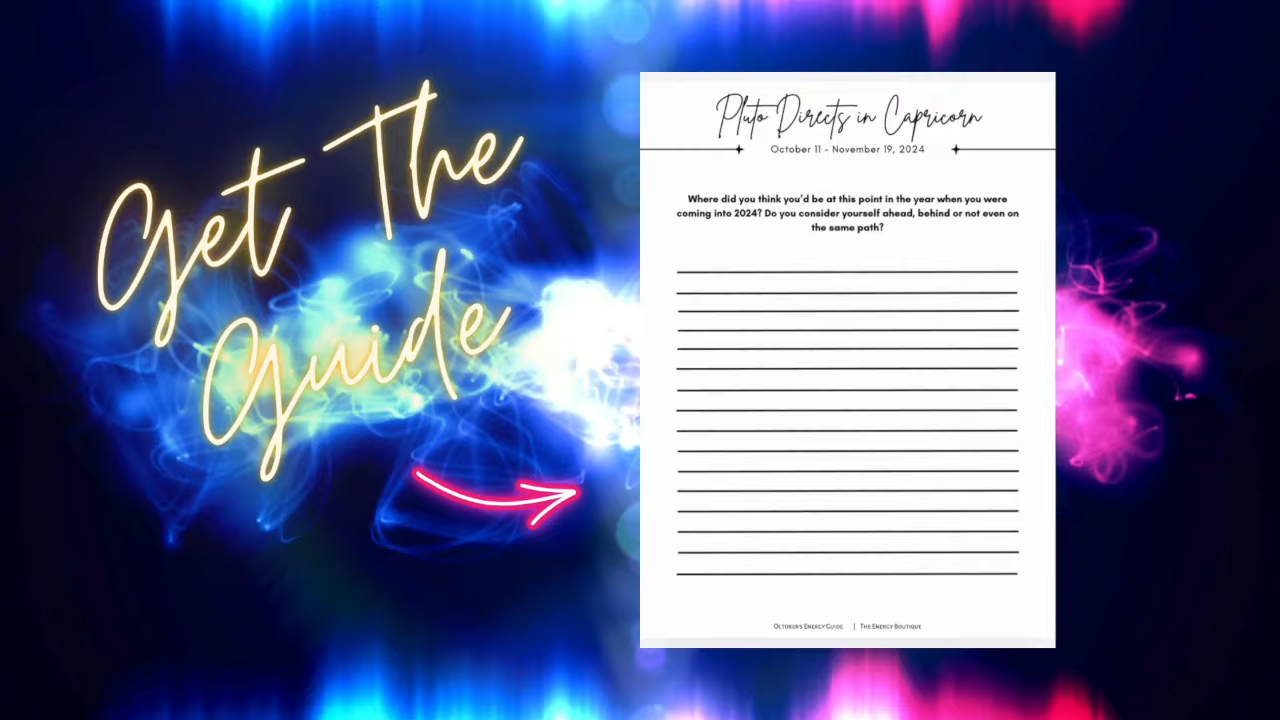 Get The
Guide
Pluto Directs in Capricorn
October 11 - November 19, 2024
Where did you think you'd be at this point in the year when you were
coming into 2024? Do you consider yourself ahead, behind or not even on
the same path?
October's Energy Guide | The Energy Boutique